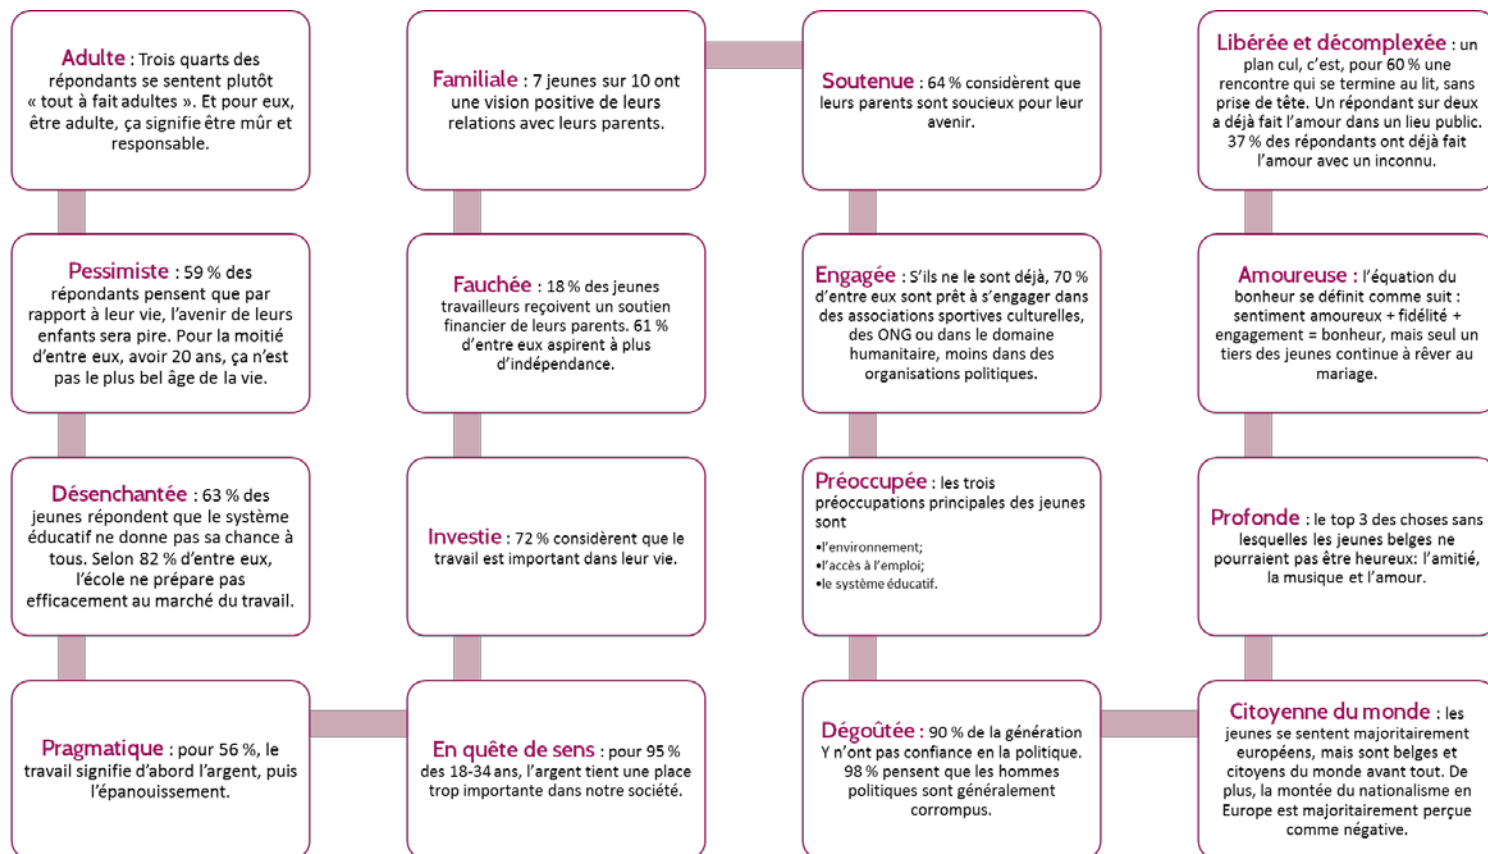 Adulte : Trois quarts des
répondants se sentent plutôt
« tout à fait adultes ». Et pour eux,
être adulte, ça signifie être mûr et
responsable.
Pessimiste : 59 % des
répondants pensent que par
rapport à leur vie, l’avenir de leurs
enfants sera pire. Pour la moitié
d’entre eux, avoir 20 ans, ça n’est
pas le plus bel âge de la vie.
Désenchantée : 63 % des
jeunes répondent que le système
éducatif ne donne pas sa chance à
tous. Selon 82 % d’entre eux,
l’école ne prépare pas
efficacement au marché du travail.
Pragmatique : pour 56 %, le
travail signifie d’abord l’argent, puis
l’épanouissement.
En quête de sens : pour 95 %
des 18-34 ans, l’argent tient une place
trop importante dans notre société.
Investie : 72 % considèrent que le
travail est important dans leur vie.
Fauchée : 18 % des jeunes
travailleurs reçoivent un soutien
financier de leurs parents. 61 %
d’entre eux aspirent à plus
d’indépendance.
Familiale : 7 jeunes sur 10 ont
une vision positive de leurs
relations avec leurs parents.
Soutenue : 64 % considèrent que
leurs parents sont soucieux pour leur
avenir.
Engagée : S’ils ne le sont déjà, 70 %
d’entre eux sont prêt à s’engager dans
des associations sportives culturelles,
des ONG ou dans le domaine
humanitaire, moins dans des
organisations politiques.
Préoccupée : les trois
préoccupations principales des jeunes
sont
•l’environnement;
•l’accès à l’emploi;
•le système éducatif.
Dégoûtée : 90 % de la génération
Y n’ont pas confiance en la politique.
98 % pensent que les hommes
politiques sont généralement
corrompus.
Citoyenne du monde : les
jeunes se sentent majoritairement
européens, mais sont belges et
citoyens du monde avant tout. De
plus, la montée du nationalisme en
Europe est majoritairement perçue
comme négative.
Profonde : le top 3 des choses sans
lesquelles les jeunes belges ne
pourraient pas être heureux: l’amitié,
la musique et l’amour.
Amoureuse : l’équation du
bonheur se définit comme suit :
sentiment amoureux + fidélité +
engagement = bonheur, mais seul un
tiers des jeunes continue à rêver au
mariage.
Libérée et décomplexée : un
plan cul, c’est, pour 60 % une
rencontre qui se termine au lit, sans
prise de tête. Un répondant sur deux
a déjà fait l’amour dans un lieu public.
37 % des répondants ont déjà fait
l’amour avec un inconnu.